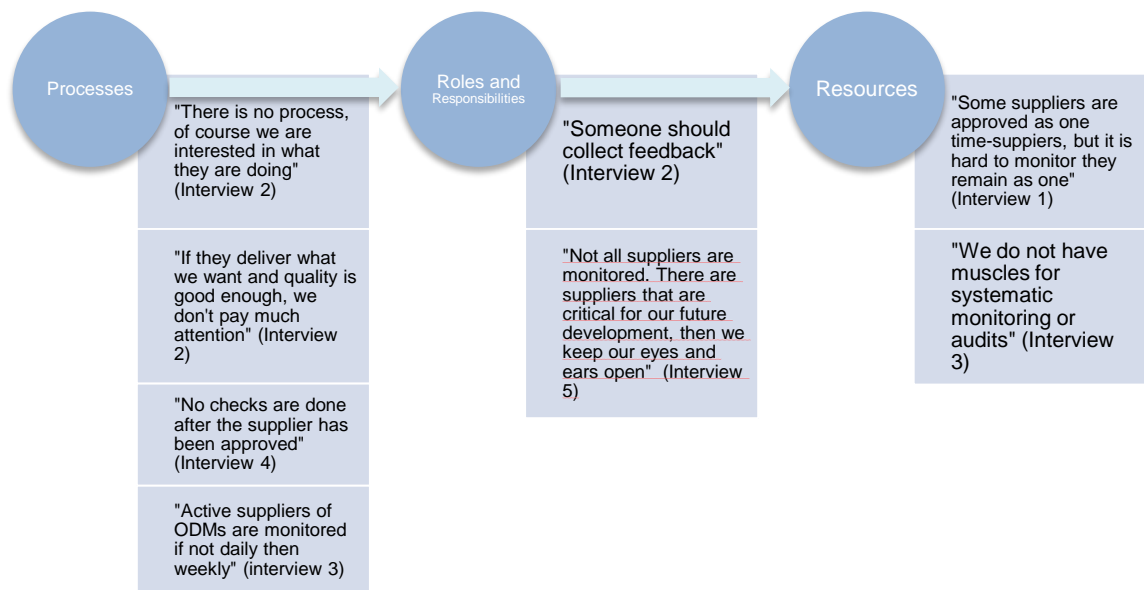 Processes
"There is no process,
of course we are
interested in what
they are doing"
(Interview 2)
"If they deliver what
we want and quality is
good enough, we
don't pay much
attention" (Interview
2)
"No checks are done
after the supplier has
been approved"
(Interview 4)
"Active suppliers of
ODMs are monitored
if not daily then
weekly" (interview 3)
Roles and
Responsibilities
"Someone should
collect feedback"
(Interview 2)
"Not all suppliers are
monitored. There are
suppliers that are
critical for our future
development, then we
keep our eyes and
ears open"  (Interview
5)
Resources
"Some suppliers are
approved as one
time-suppiers, but it is
hard to monitor they
remain as one"
(Interview 1)
"We do not have
muscles for
systematic
monitoring or
audits" (Interview
3)